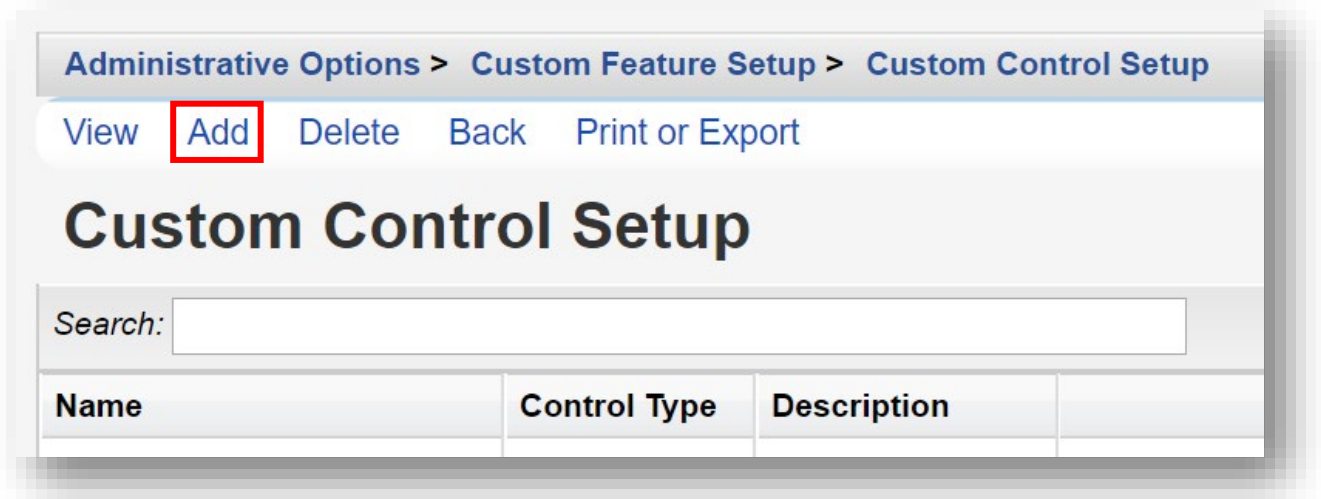 Administrative Options > Custom Feature Setup > Custom Control Setup
View Add Delete Back Print or Export
Custom Control Setup
Search:
Name Control Type Description